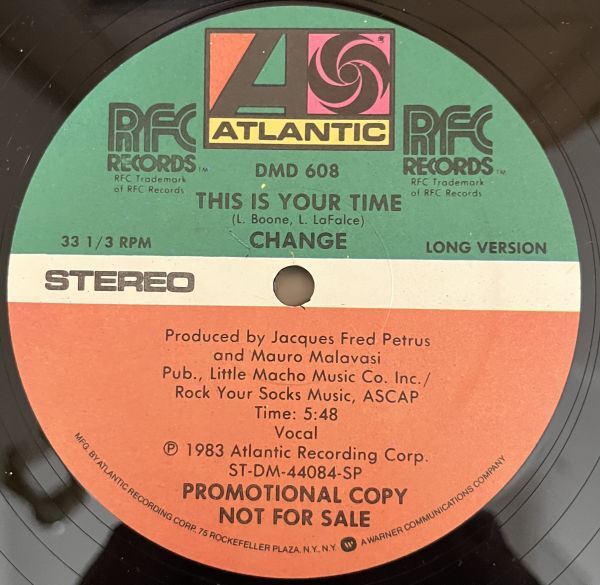 ATLANTIC
RFC
RECORDS™
RFC Trademark
of RFC Records
RFC
RECORDS™
RFC Trademark
of RFC Records
DMD 608
THIS IS YOUR TIME
(L. Boone, L. LaFalce)
33 1/3 RPM
CHANGE
LONG VERSION
STEREO
Produced by Jacques Fred Petrus
and Mauro Malavasi
Pub., Little Macho Music Co. Inc./
Rock Your Socks Music, ASCAP
Time: 5:48
Vocal
℗ 1983 Atlantic Recording Corp.
ST-DM-44084-SP
PROMOTIONAL COPY
NOT FOR SALE
MFG. BY ATLANTIC RECORDING CORP. 75 ROCKEFELLER PLAZA, N.Y., N.Y. A WARNER COMMUNICATIONS COMPANY